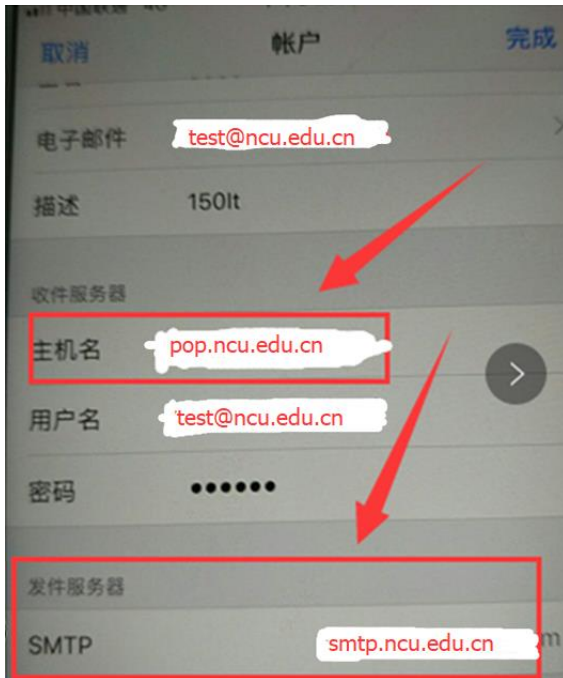 取消 帐户 完成
电子邮件 test@ncu.edu.cn
描述 150lt
收件服务器
主机名 pop.ncu.edu.cn
用户名 test@ncu.edu.cn
密码 ●●●●●●
发件服务器
SMTP smtp.ncu.edu.cn m